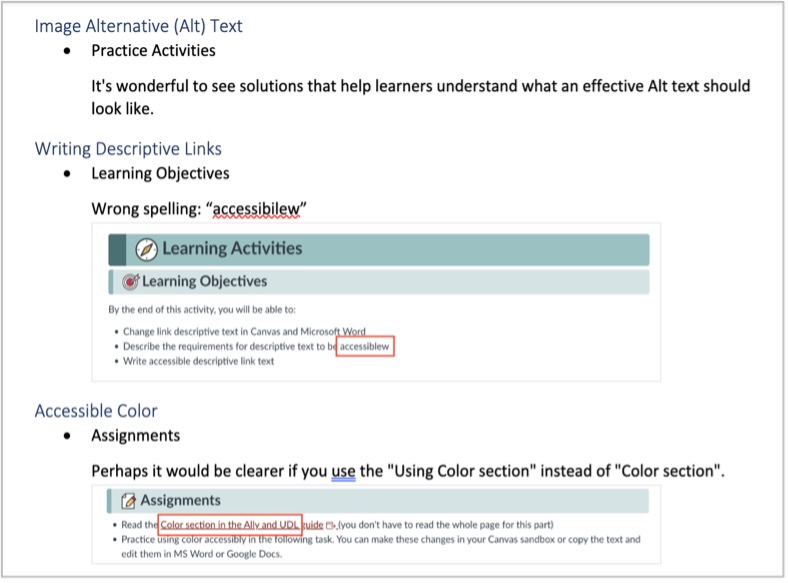 Image Alternative (Alt) Text
• Practice Activities
It's wonderful to see solutions that help learners understand what an effective Alt text should
look like.
Writing Descriptive Links
• Learning Objectives
Wrong spelling: “accessibilew”
Learning Activities
Learning Objectives
By the end of this activity, you will be able to:
• Change link descriptive text in Canvas and Microsoft Word
• Describe the requirements for descriptive text to be accessiblew
• Write accessible descriptive link text
Accessible Color
• Assignments
Perhaps it would be clearer if you use the "Using Color section" instead of "Color section".
Assignments
• Read the Color section in the Ally and UDL guide (you don't have to read the whole page for this part)
• Practice using color accessibly in the following task. You can make these changes in your Canvas sandbox or copy the text and
edit them in MS Word or Google Docs.